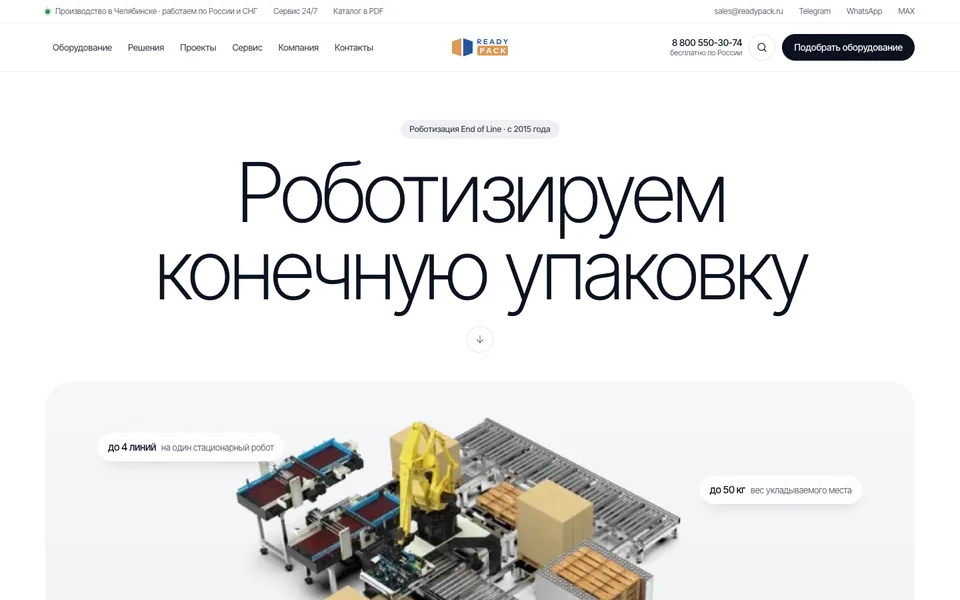 Производство в Челябинске · работаем по России и СНГ
Сервис 24/7
Каталог в PDF
sales@readypack.ru
Telegram
WhatsApp
MAX
Оборудование
Решения
Проекты
Сервис
Компания
Контакты
READY
PACK
8 800 550-30-74
бесплатно по России
Подобрать оборудование
Роботизация End of Line · с 2015 года
Роботизируем
конечную упаковку
до 4 линий на один стационарный робот
до 50 кг вес укладываемого места